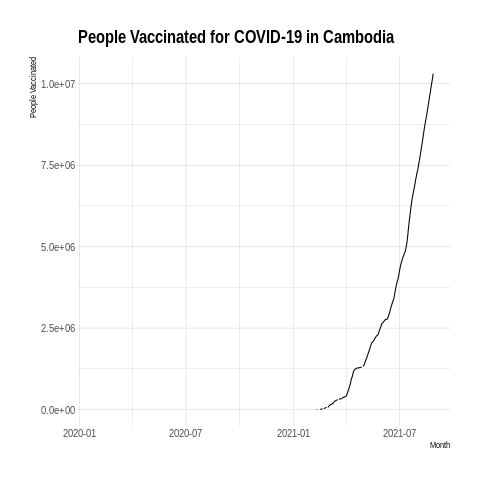 People Vaccinated for COVID-19 in Cambodia
People Vaccinated
1.0e+07
7.5e+06
5.0e+06
2.5e+06
0.0e+00
2020-01
2020-07
2021-01
2021-07
Month